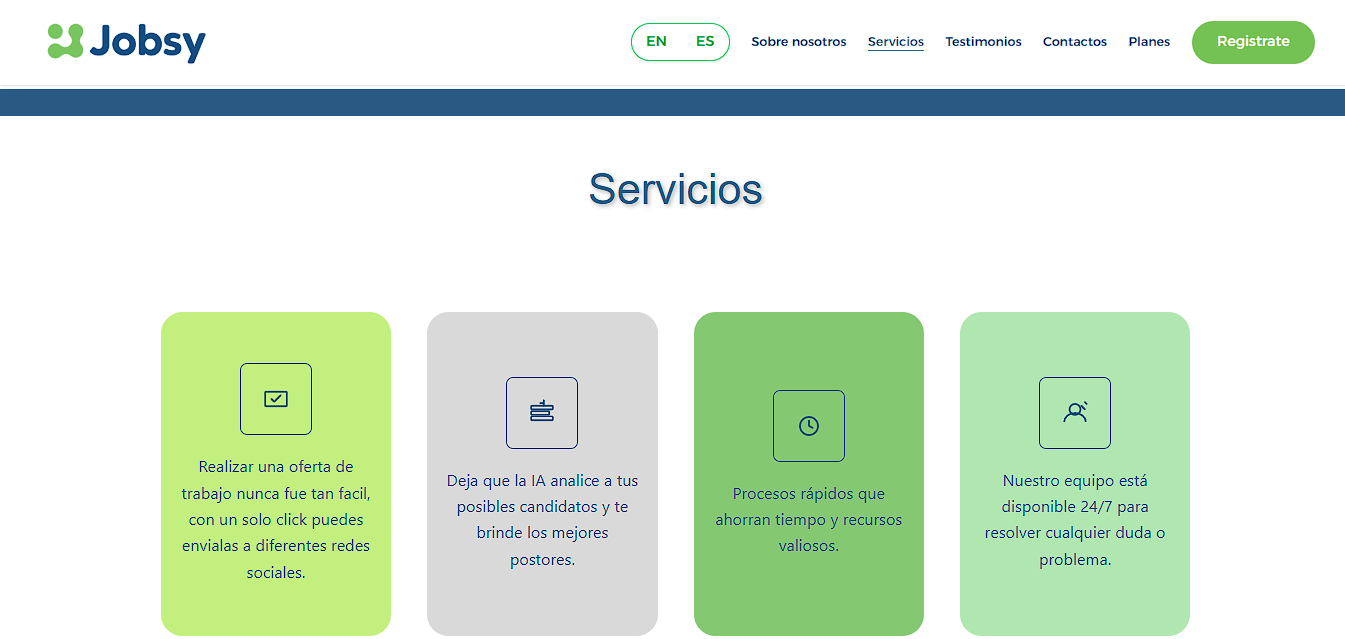 Jobsy
EN ES Sobre nosotros Servicios Testimonios Contactos Planes Registrate
Servicios
Realizar una oferta de
trabajo nunca fue tan facil,
con un solo click puedes
envialas a diferentes redes
sociales.
Deja que la IA analice a tus
posibles candidatos y te
brinde los mejores
postores.
Procesos rápidos que
ahorran tiempo y recursos
valiosos.
Nuestro equipo está
disponible 24/7 para
resolver cualquier duda o
problema.